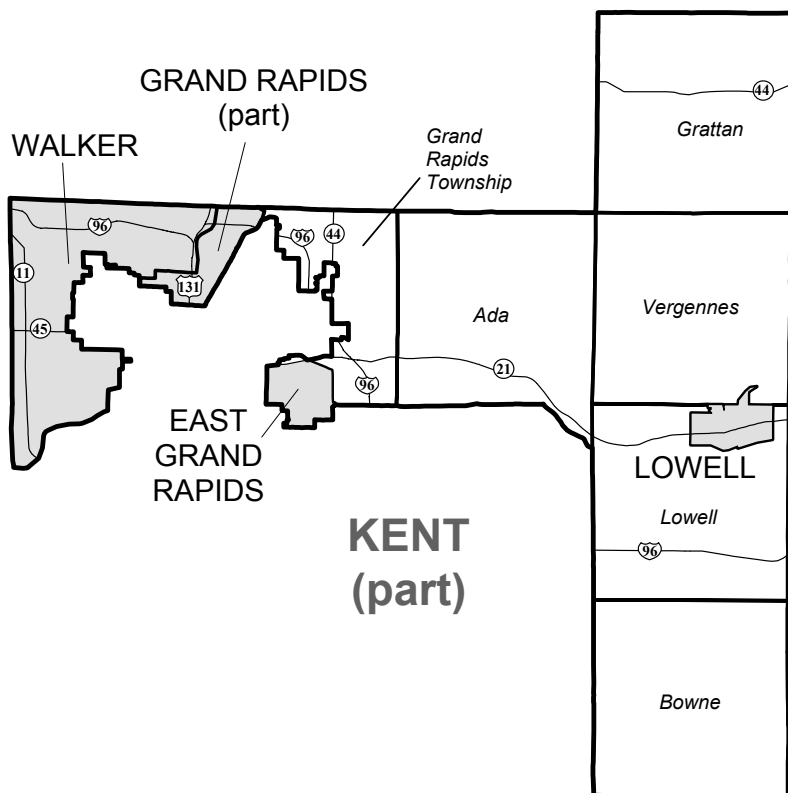 GRAND RAPIDS
(part)
WALKER
Grand
Rapids
Township
44
Grattan
96
96
44
11
131
45
Ada
Vergennes
21
96
EAST
GRAND
RAPIDS
LOWELL
Lowell
KENT
(part)
96
Bowne